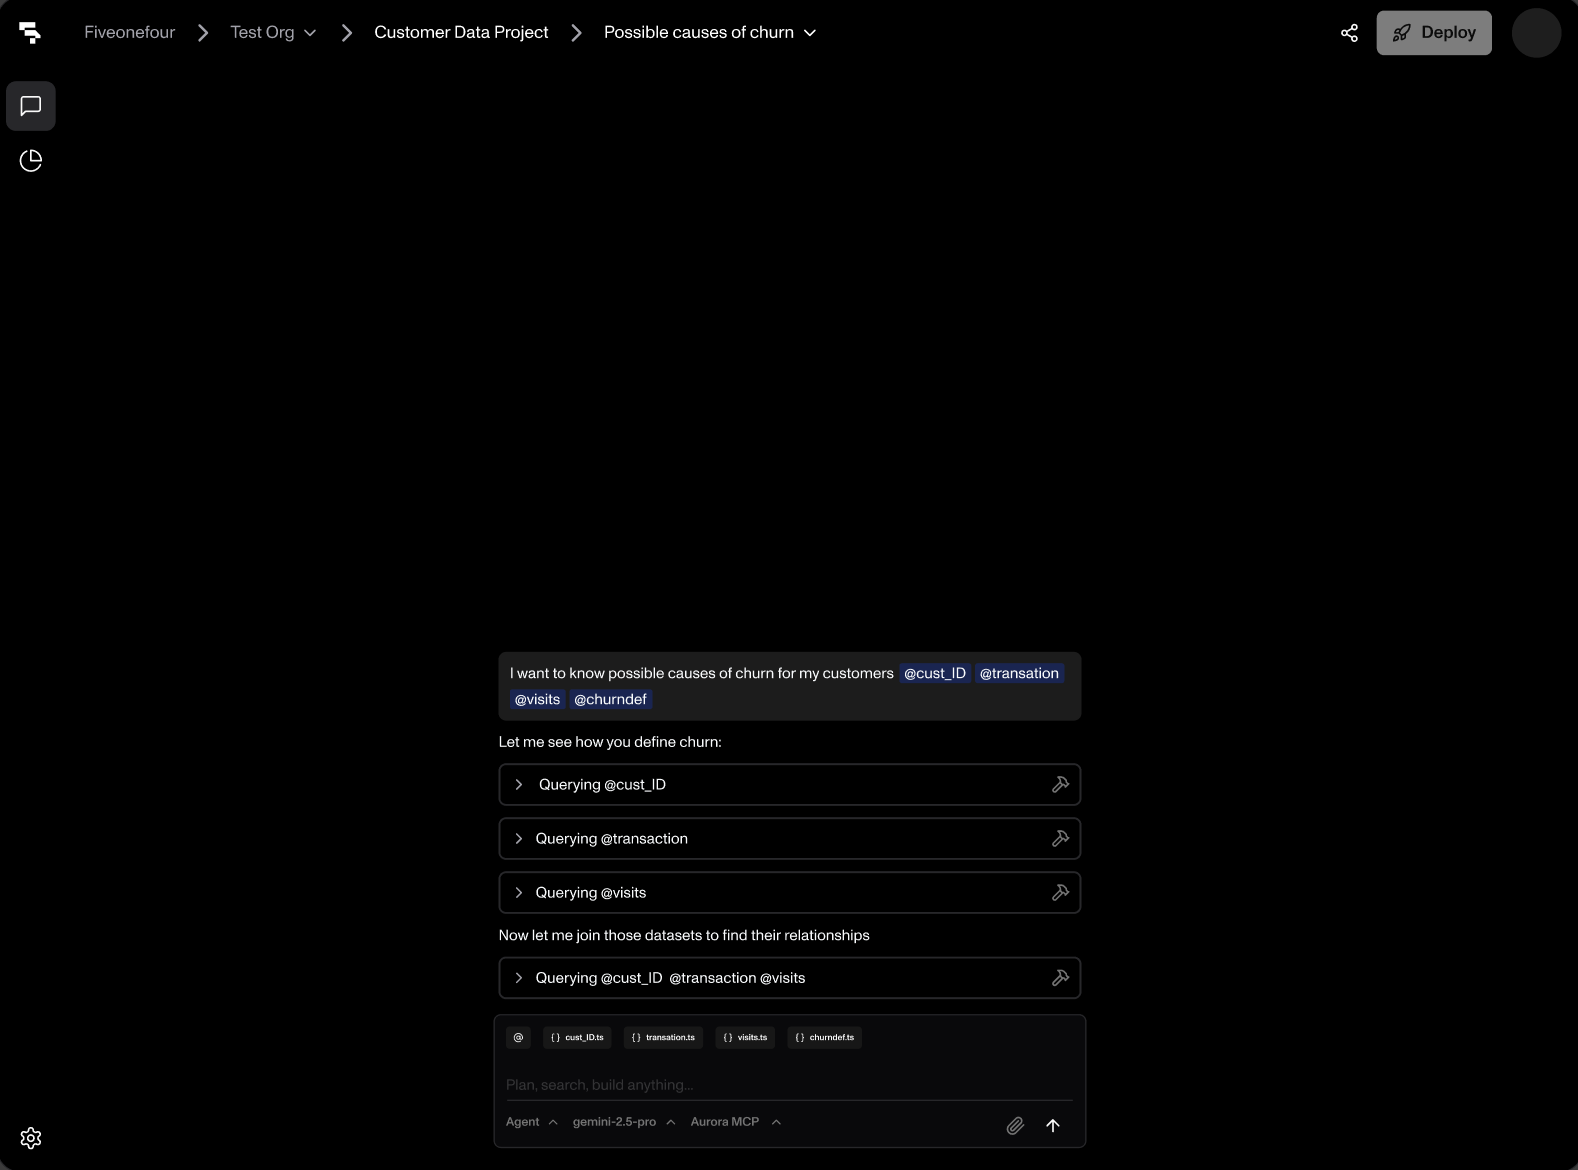 Fiveonefour Test Org Customer Data Project Possible causes of churn Deploy
I want to know possible causes of churn for my customers @cust_ID @transation
@visits @churndef
Let me see how you define churn:
Querying @cust_ID
Querying @transaction
Querying @visits
Now let me join those datasets to find their relationships
Querying @cust_ID @transaction @visits
@ { } cust_ID.ts { } transation.ts { } visits.ts { } churndef.ts
Plan, search, build anything...
Agent gemini-2.5-pro Aurora MCP